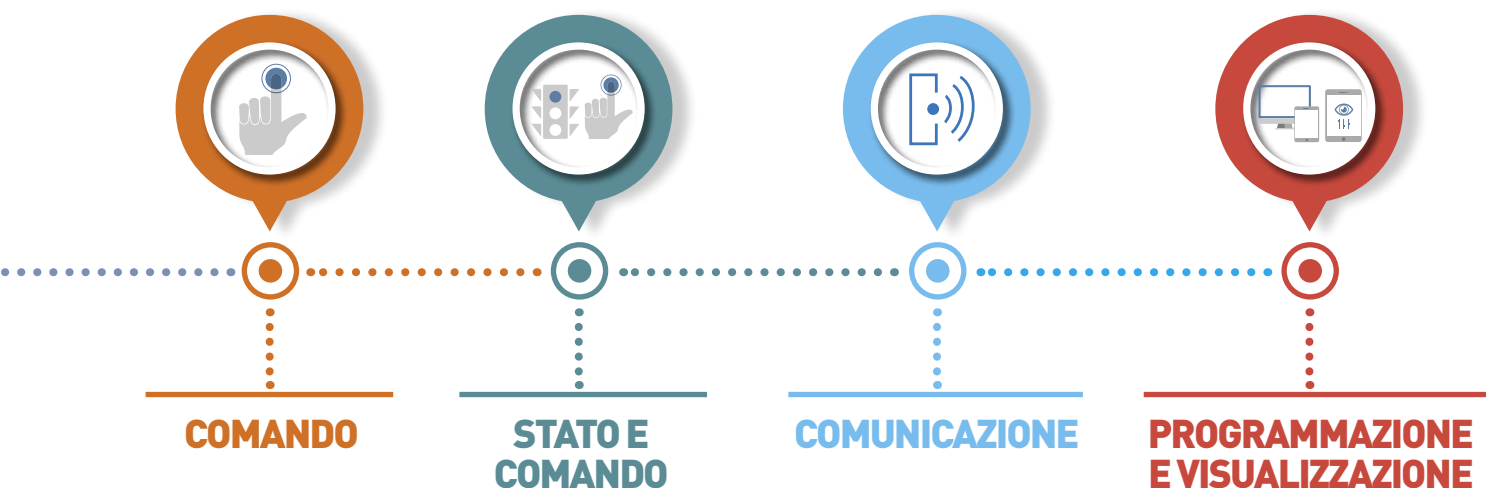 COMANDO
STATO E
COMANDO
COMUNICAZIONE
PROGRAMMAZIONE
E VISUALIZZAZIONE